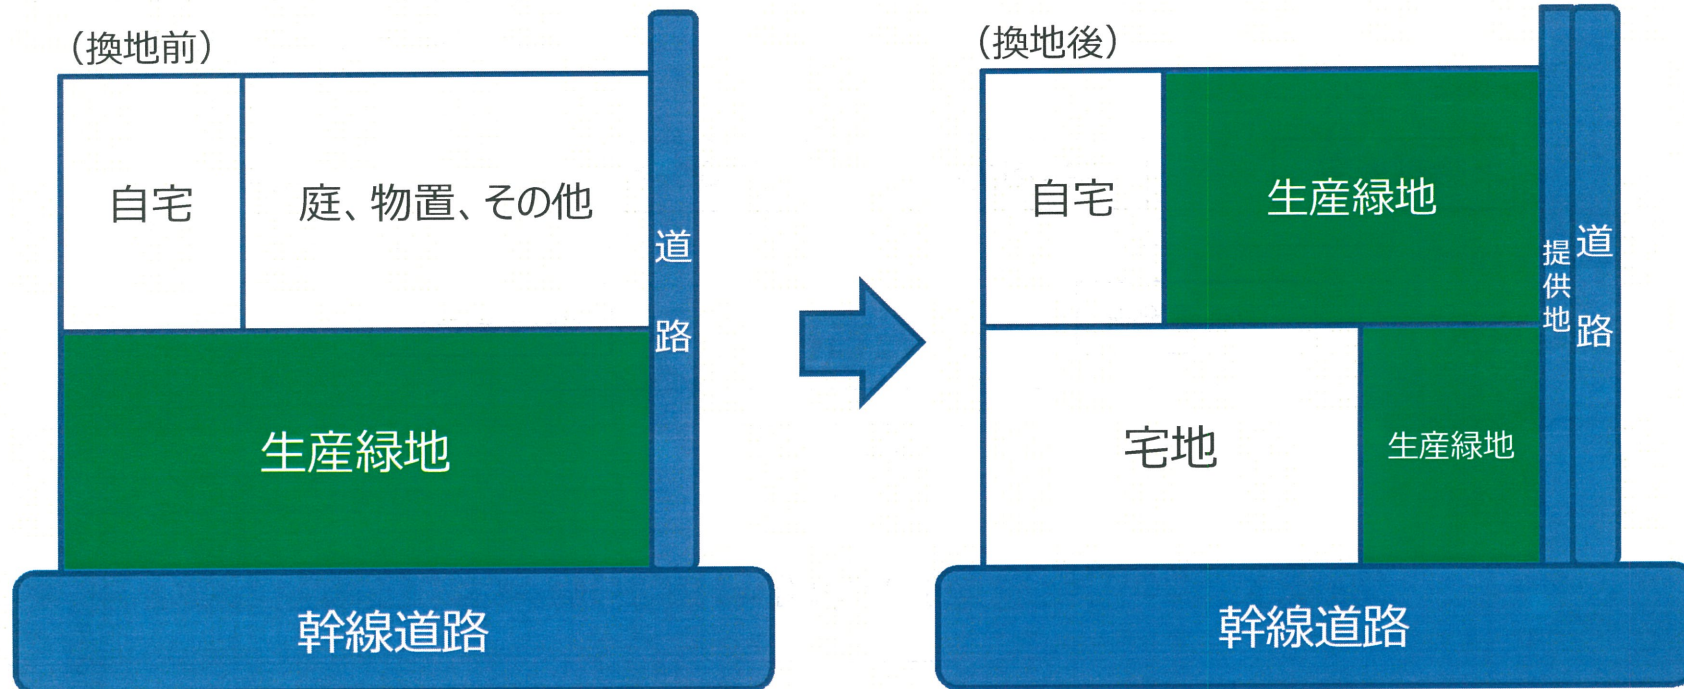 （換地前）
自宅
庭、物置、その他
道路
生産緑地
幹線道路
（換地後）
自宅
生産緑地
提供地
道路
宅地
生産緑地
幹線道路